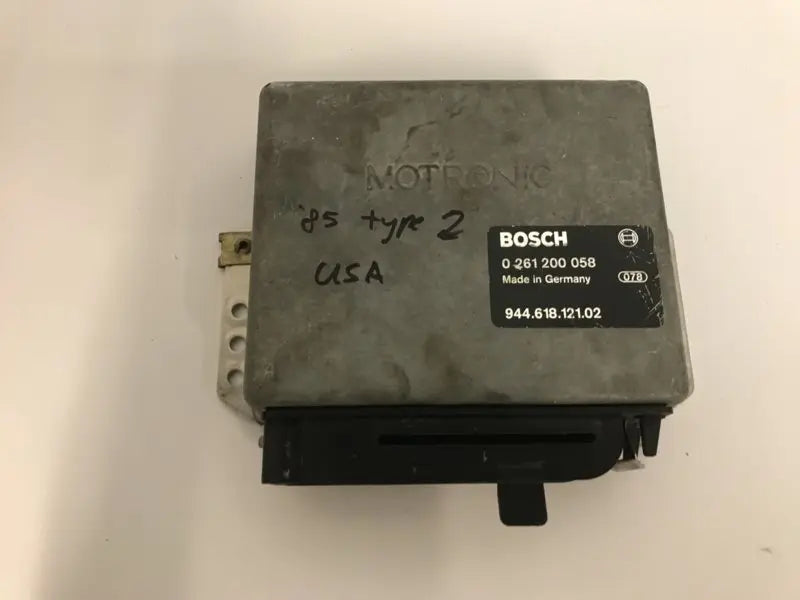 MOTRONIC
'85 type 2
USA
BOSCH
0 261 200 058
Made in Germany
078
944.618.121.02